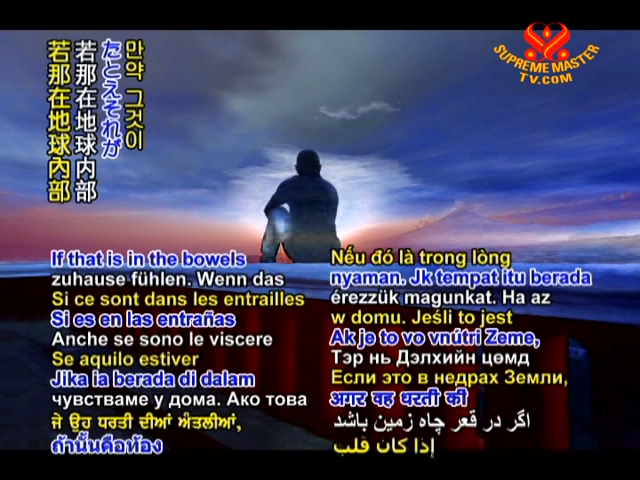 SUPREME MASTER
TV.COM
만약 그것이
たとえそれが
若那在地球内部
若那在地球內部
If that is in the bowels
zuhause fühlen. Wenn das
Si ce sont dans les entrailles
Si es en las entrañas
Anche se sono le viscere
Se aquilo estiver
Jika ia berada di dalam
чувстваме у дома. Ако това
ਜੇ ਉਹ ਧਰਤੀ ਦੀਆਂ ਅੰਤਲੀਆਂ,
ถ้านั้นคือท้อง
Nếu đó là trong lòng
nyaman. Jk tempat itu berada
érezzük magunkat. Ha az
w domu. Jeśli to jest
Ak je to vo vnútri Zeme,
Тэр нь Дэлхийн цөмд
Если это в недрах Земли,
अगर वह धरती की
اگر در قعر چاه زمین باشد
إذا كان قلب